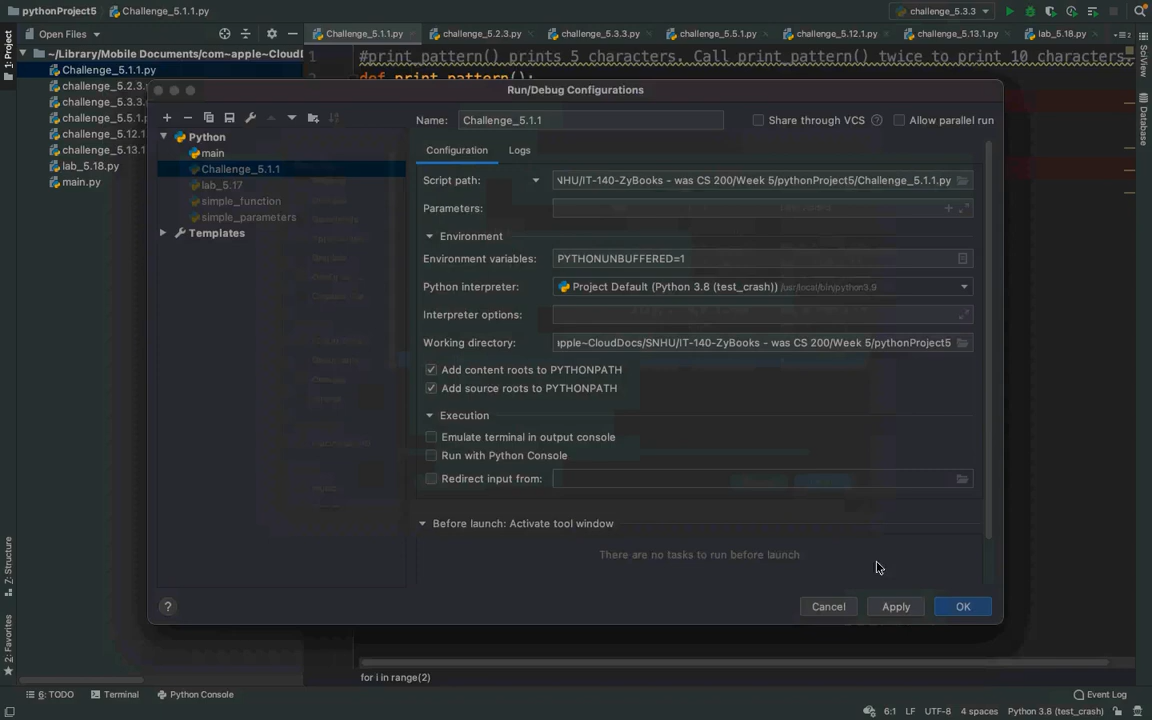 pythonProject5 Challenge_5.1.1.py challenge_5.3.3
Open Files Challenge_5.1.1.py challenge_5.2.3.py challenge_5.3.3.py challenge_5.5.1.py challenge_5.12.1.py challenge_5.13.1.py lab_5.18.py
1: Project
~/Library/Mobile Documents/com~apple~CloudD
Challenge_5.1.1.py
challenge_5.2.3.
challenge_5.3.3.
challenge_5.5.1.p
challenge_5.12.1
challenge_5.13.1
lab_5.18.py
main.py
1 #print_pattern() prints 5 characters. Call print_pattern() twice to print 10 characters.
def print_pattern():
SciView
Database
Run/Debug Configurations
Python
main
Challenge_5.1.1
lab_5.17
simple_function
simple_parameters
Templates
Name: Challenge_5.1.1 Share through VCS Allow parallel run
Configuration Logs
Script path: NHU/IT-140-ZyBooks - was CS 200/Week 5/pythonProject5/Challenge_5.1.1.py
Parameters:
Environment
Environment variables: PYTHONUNBUFFERED=1
Python interpreter: Project Default (Python 3.8 (test_crash)) /usr/local/bin/python3.9
Interpreter options:
Working directory: apple~CloudDocs/SNHU/IT-140-ZyBooks - was CS 200/Week 5/pythonProject5
Add content roots to PYTHONPATH
Add source roots to PYTHONPATH
Execution
Emulate terminal in output console
Run with Python Console
Redirect input from:
Before launch: Activate tool window
There are no tasks to run before launch
? Cancel Apply OK
Z: Structure
2: Favorites
for i in range(2)
6: TODO Terminal Python Console Event Log
6:1 LF UTF-8 4 spaces Python 3.8 (test_crash)